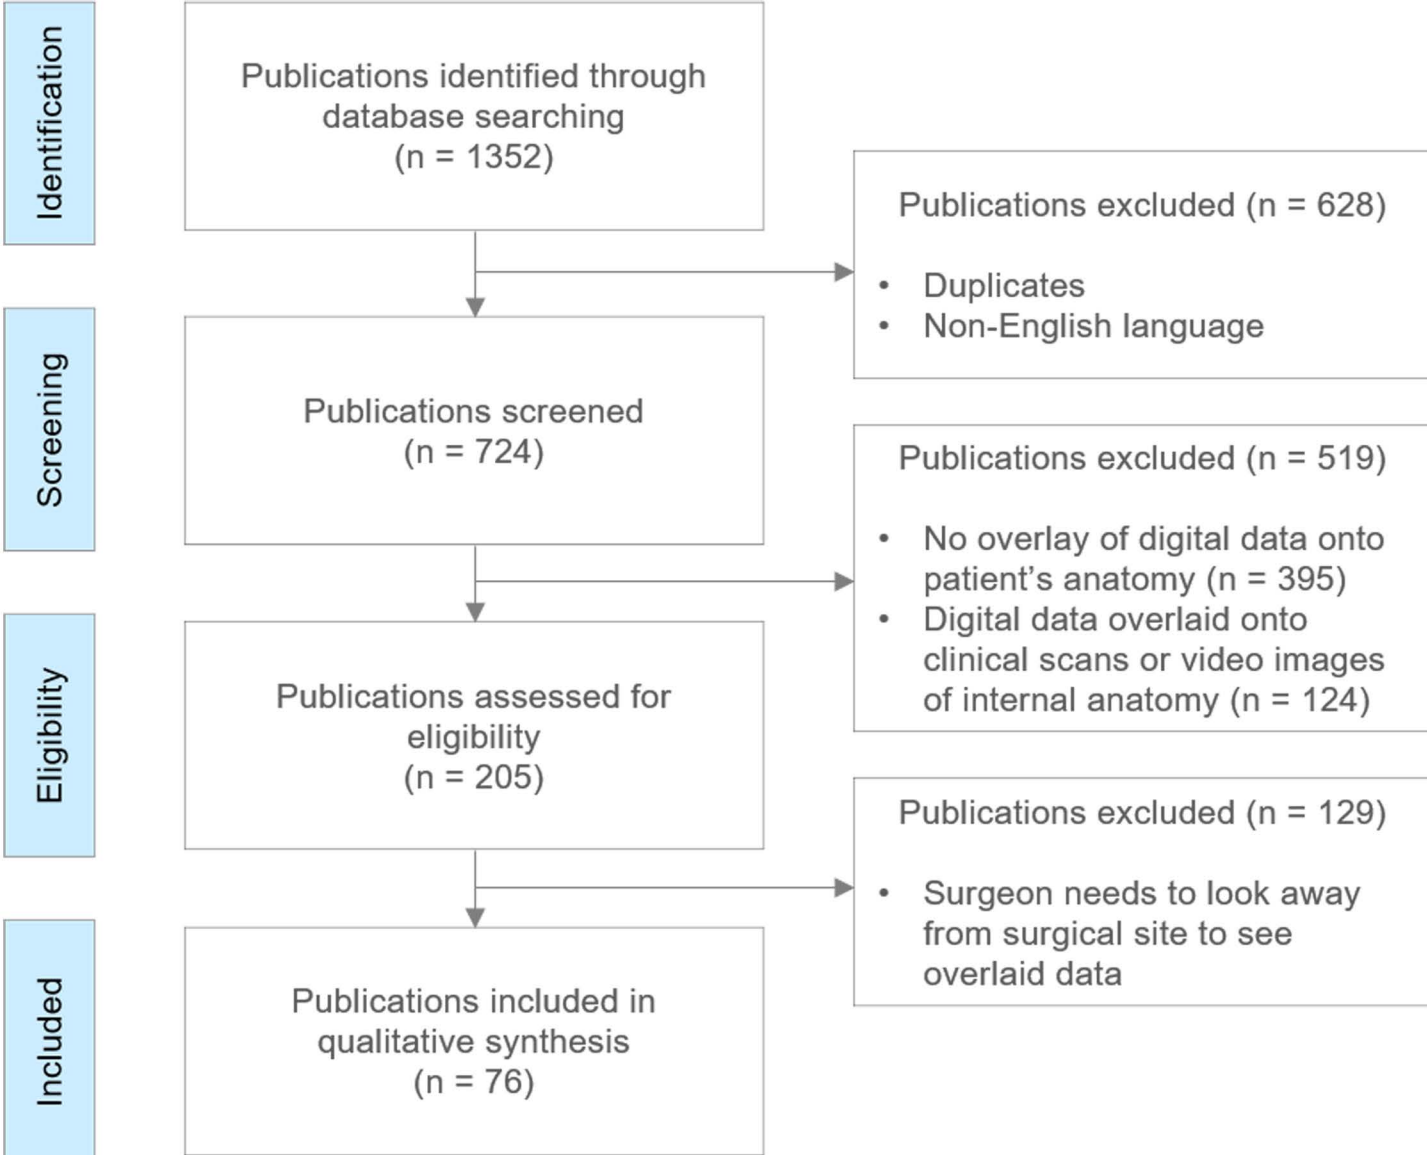 Identification
Publications identified through
database searching
(n = 1352)
Publications excluded (n = 628)
• Duplicates
• Non-English language
Screening
Publications screened
(n = 724)
Publications excluded (n = 519)
• No overlay of digital data onto
patient’s anatomy (n = 395)
• Digital data overlaid onto
clinical scans or video images
of internal anatomy (n = 124)
Eligibility
Publications assessed for
eligibility
(n = 205)
Publications excluded (n = 129)
• Surgeon needs to look away
from surgical site to see
overlaid data
Included
Publications included in
qualitative synthesis
(n = 76)